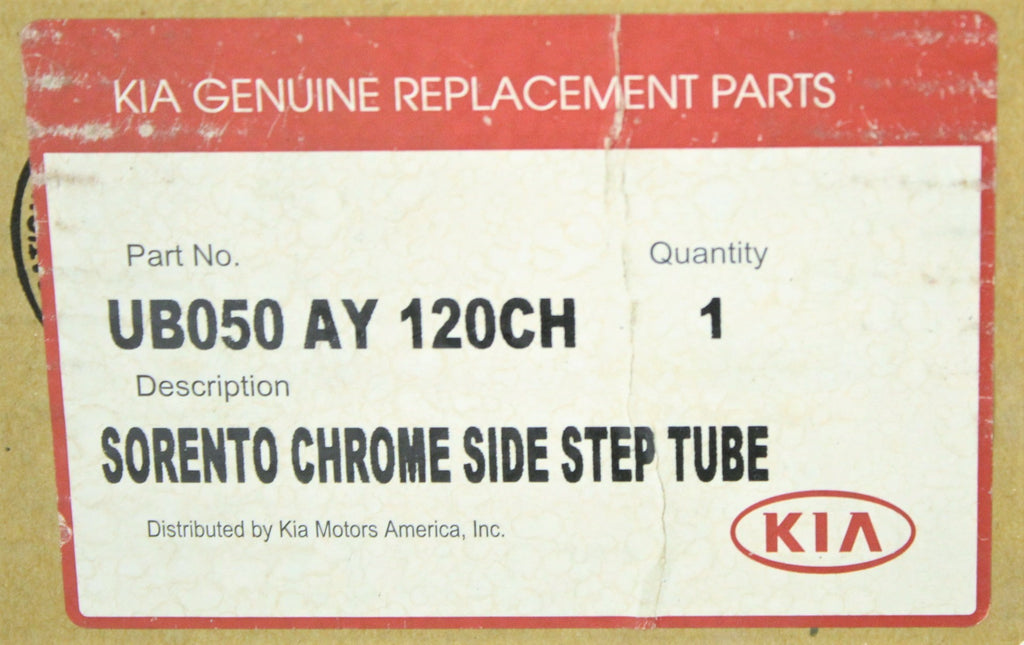 KIA GENUINE REPLACEMENT PARTS
Part No. Quantity
UB050 AY 120CH 1
Description
SORENTO CHROME SIDE STEP TUBE
Distributed by Kia Motors America, Inc.
KIA